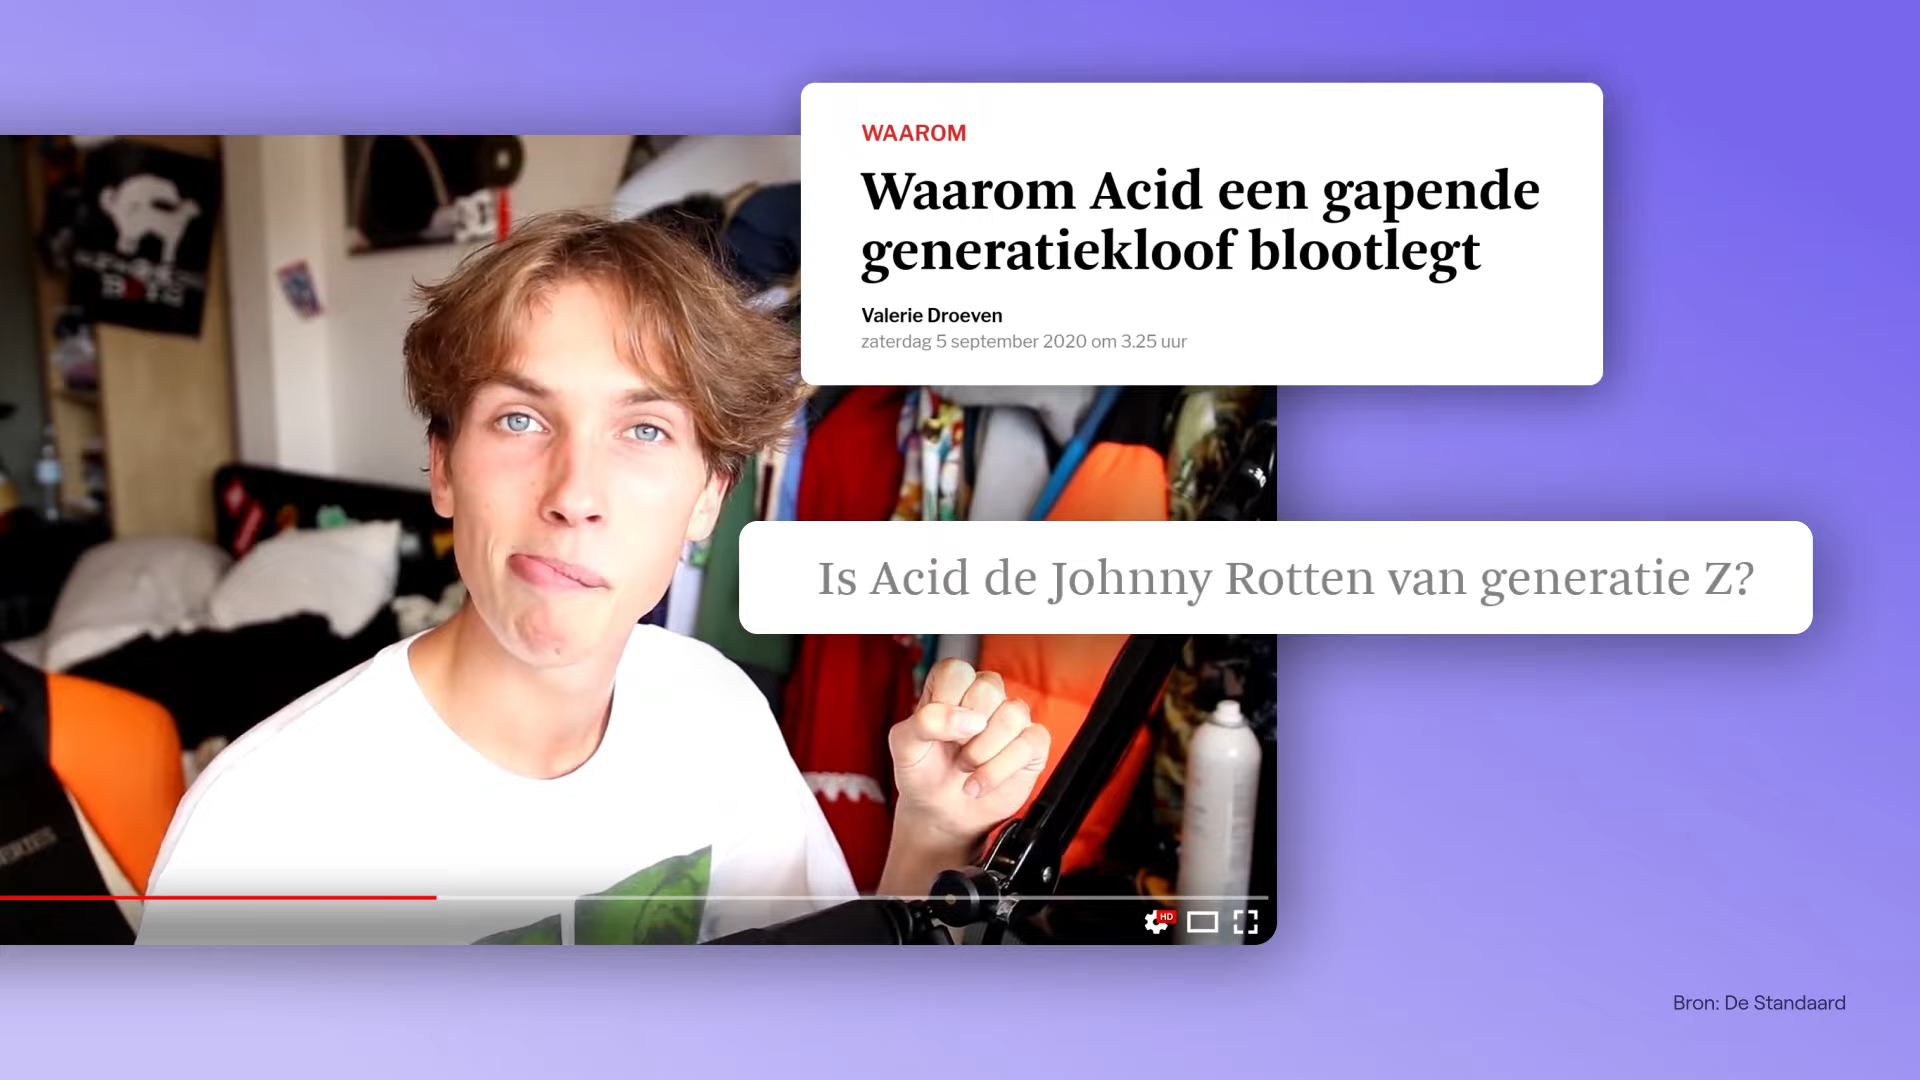 WAAROM
Waarom Acid een gapende
generatiekloof blootlegt
Valerie Droeven
zaterdag 5 september 2020 om 3.25 uur
Is Acid de Johnny Rotten van generatie Z?
HD
Bron: De Standaard